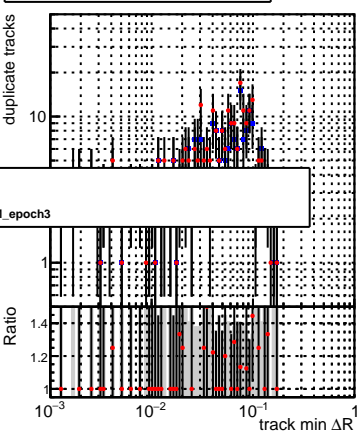 duplicate tracks
10
l_epoch3
1
Ratio
1.4
1.2
1
10⁻³
10⁻²
10⁻¹
1
track min ΔR